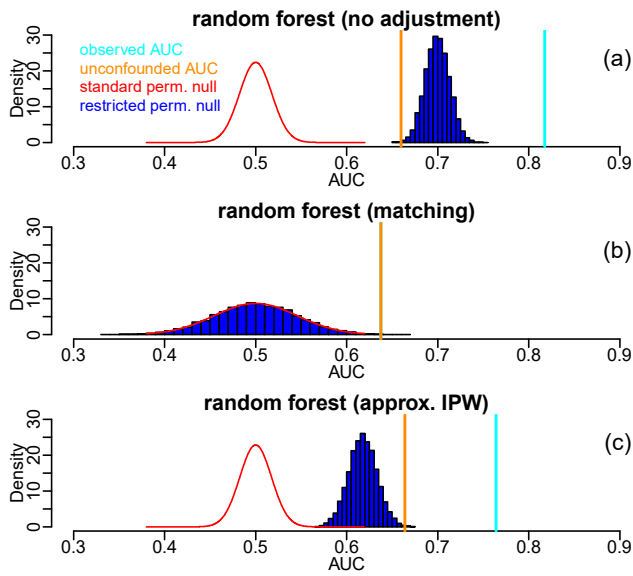 random forest (no adjustment)
Density
0 10 20 30
observed AUC
unconfounded AUC
standard perm. null
restricted perm. null
(a)
0.3 0.4 0.5 0.6 0.7 0.8 0.9
AUC
random forest (matching)
Density
0 10 20 30
(b)
0.3 0.4 0.5 0.6 0.7 0.8 0.9
AUC
random forest (approx. IPW)
Density
0 10 20 30
(c)
0.3 0.4 0.5 0.6 0.7 0.8 0.9
AUC